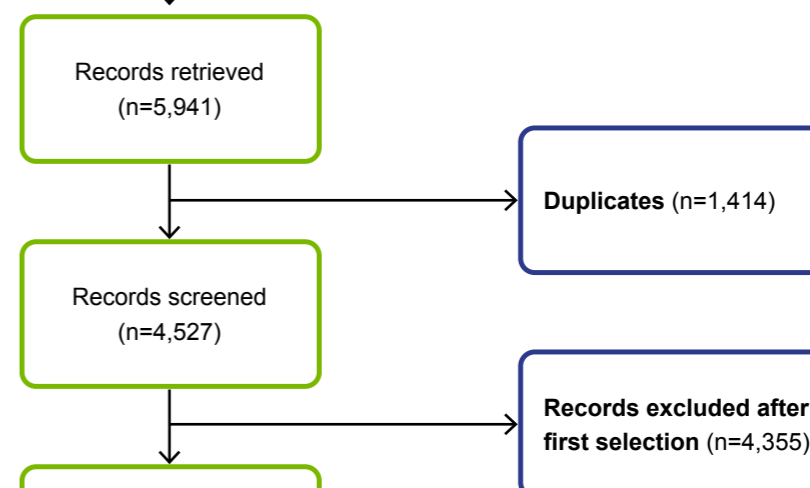 Records retrieved
(n=5,941)
Duplicates (n=1,414)
Records screened
(n=4,527)
Records excluded after
first selection (n=4,355)